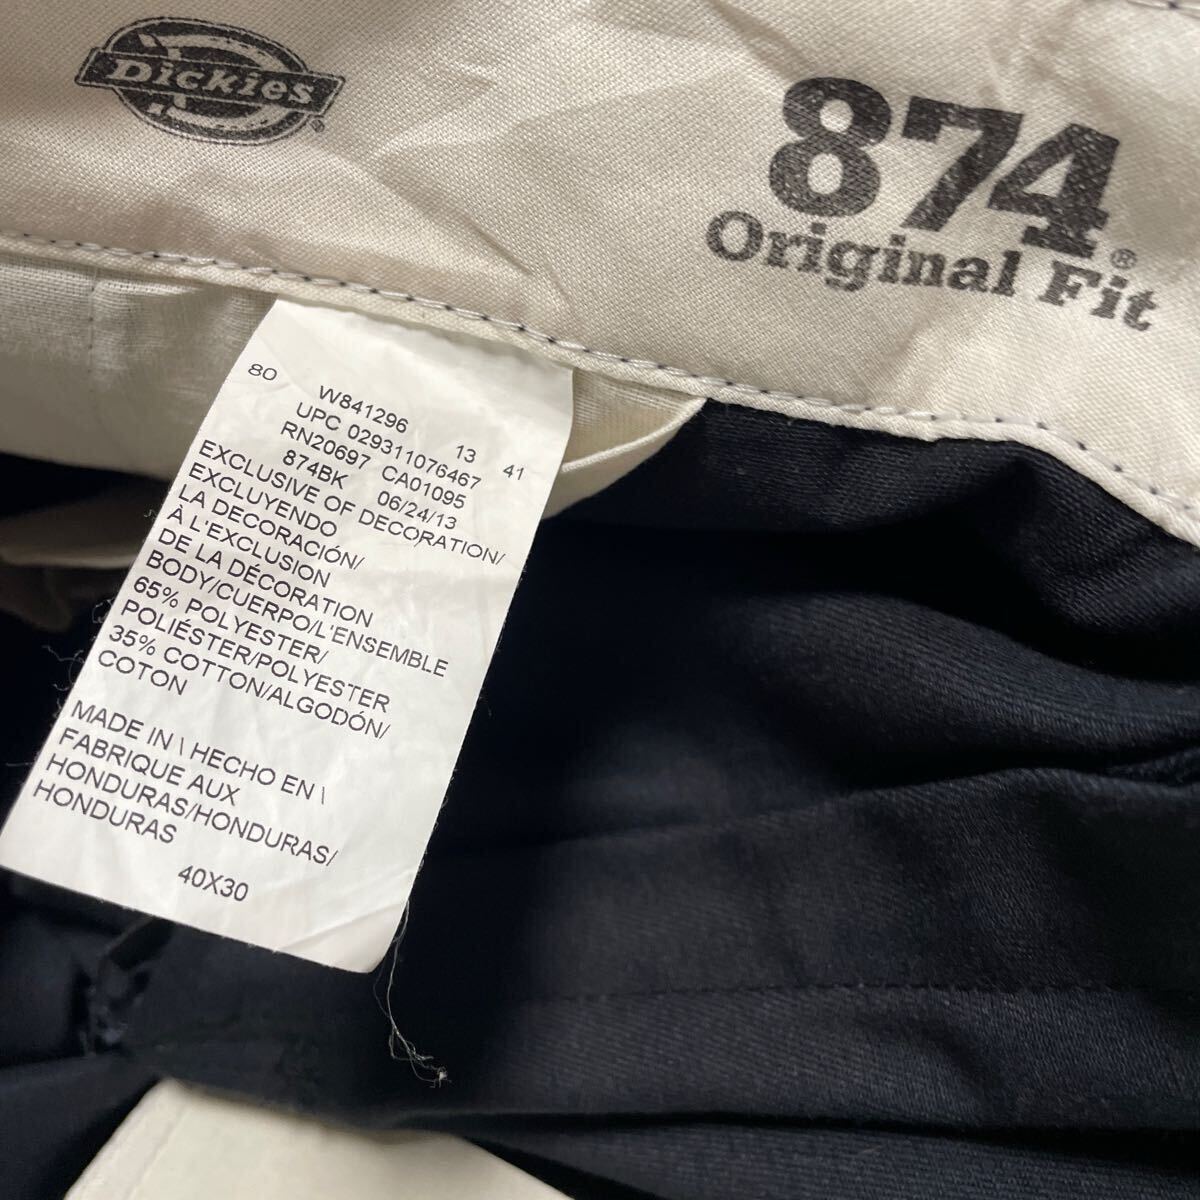 Dickies
®
874®
Original Fit
80 W841296 13 41
UPC 029311076467
RN20697 CA01095
874BK 06/24/13
EXCLUSIVE OF DECORATION/
EXCLUYENDO
LA DECORACIÓN/
À L'EXCLUSION
DE LA DÉCORATION
BODY/CUERPO/L'ENSEMBLE
65% POLYESTER/
POLIÉSTER/POLYESTER
35% COTTON/ALGODÓN/
COTON
MADE IN \ HECHO EN \
FABRIQUE AUX
HONDURAS/HONDURAS/
HONDURAS
40X30